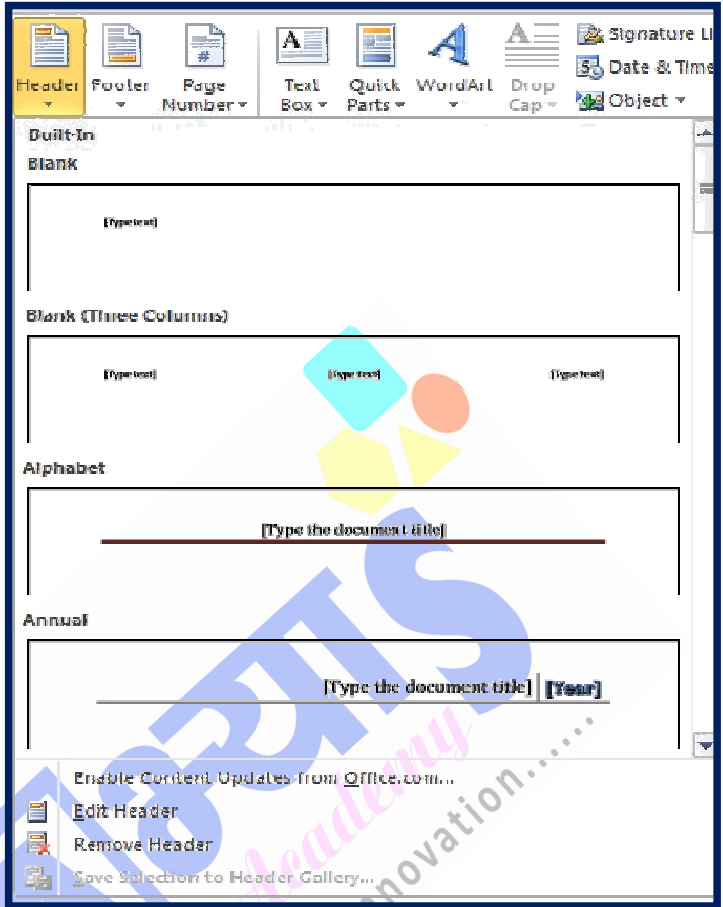 Header Footer Page Number Text Box Quick Parts WordArt Drop Cap
Signature Li
Date & Time
Object
Built-In
Blank
[Type text]
Blank (Three Columns)
[Type text] [Type text] [Type text]
Alphabet
[Type the document title]
Annual
[Type the document title] [Year]
Enable Content Updates from Office.com...
Edit Header
Remove Header
Save Selection to Header Gallery...
Academy
nnovation......